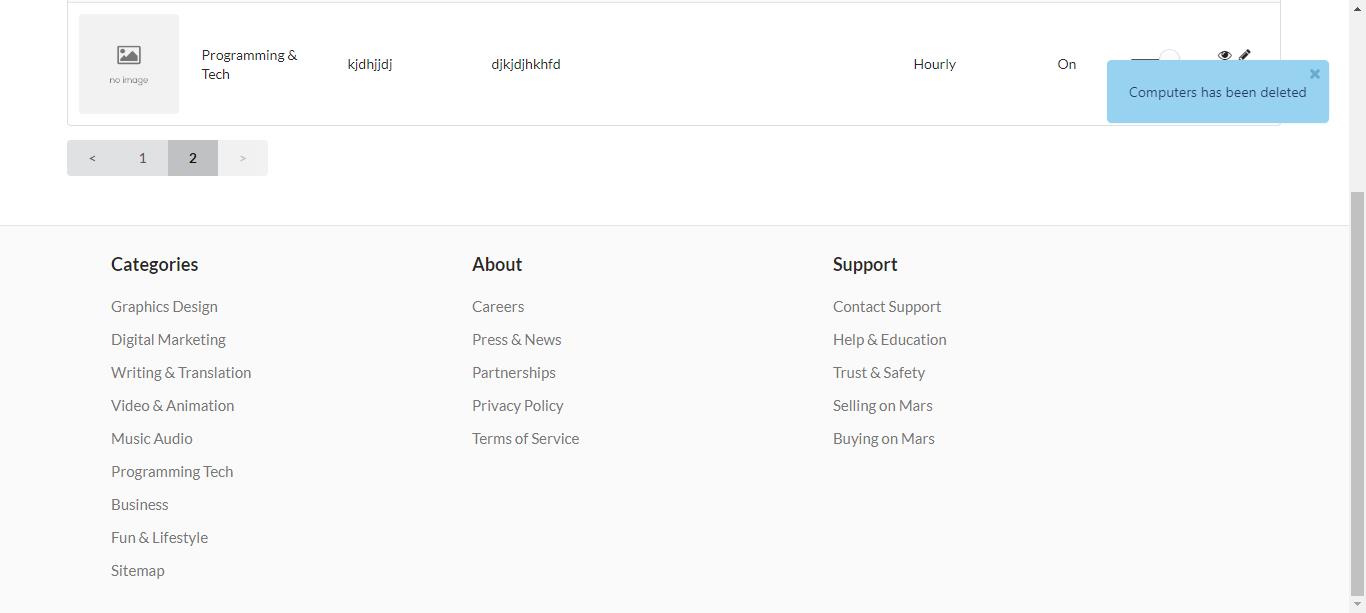 no image
Programming &
Tech
kjdhjjdj
djkjdjhkhfd
Hourly
On
×
Computers has been deleted
< 1 2 >
Categories
Graphics Design
Digital Marketing
Writing & Translation
Video & Animation
Music Audio
Programming Tech
Business
Fun & Lifestyle
Sitemap
About
Careers
Press & News
Partnerships
Privacy Policy
Terms of Service
Support
Contact Support
Help & Education
Trust & Safety
Selling on Mars
Buying on Mars